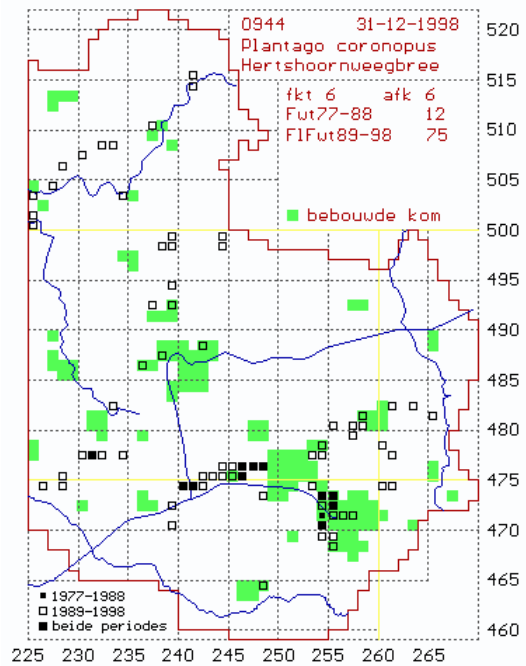 0944 31-12-1998
Plantago coronopus
Hertshoornweegbree
fkt 6 afk 6
Fut77-88 12
FlFut89-98 75
bebouwde kom
520
515
510
505
500
495
490
485
480
475
470
465
460
1977-1988
1989-1998
beide periodes
225 230 235 240 245 250 255 260 265